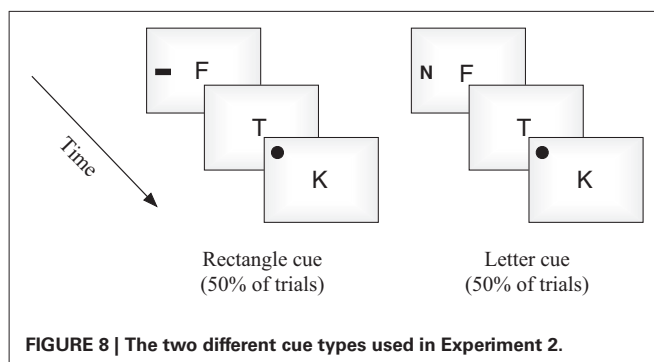 F
T
K
Time
Rectangle cue
(50% of trials)
N F
T
K
Letter cue
(50% of trials)
FIGURE 8 | The two different cue types used in Experiment 2.